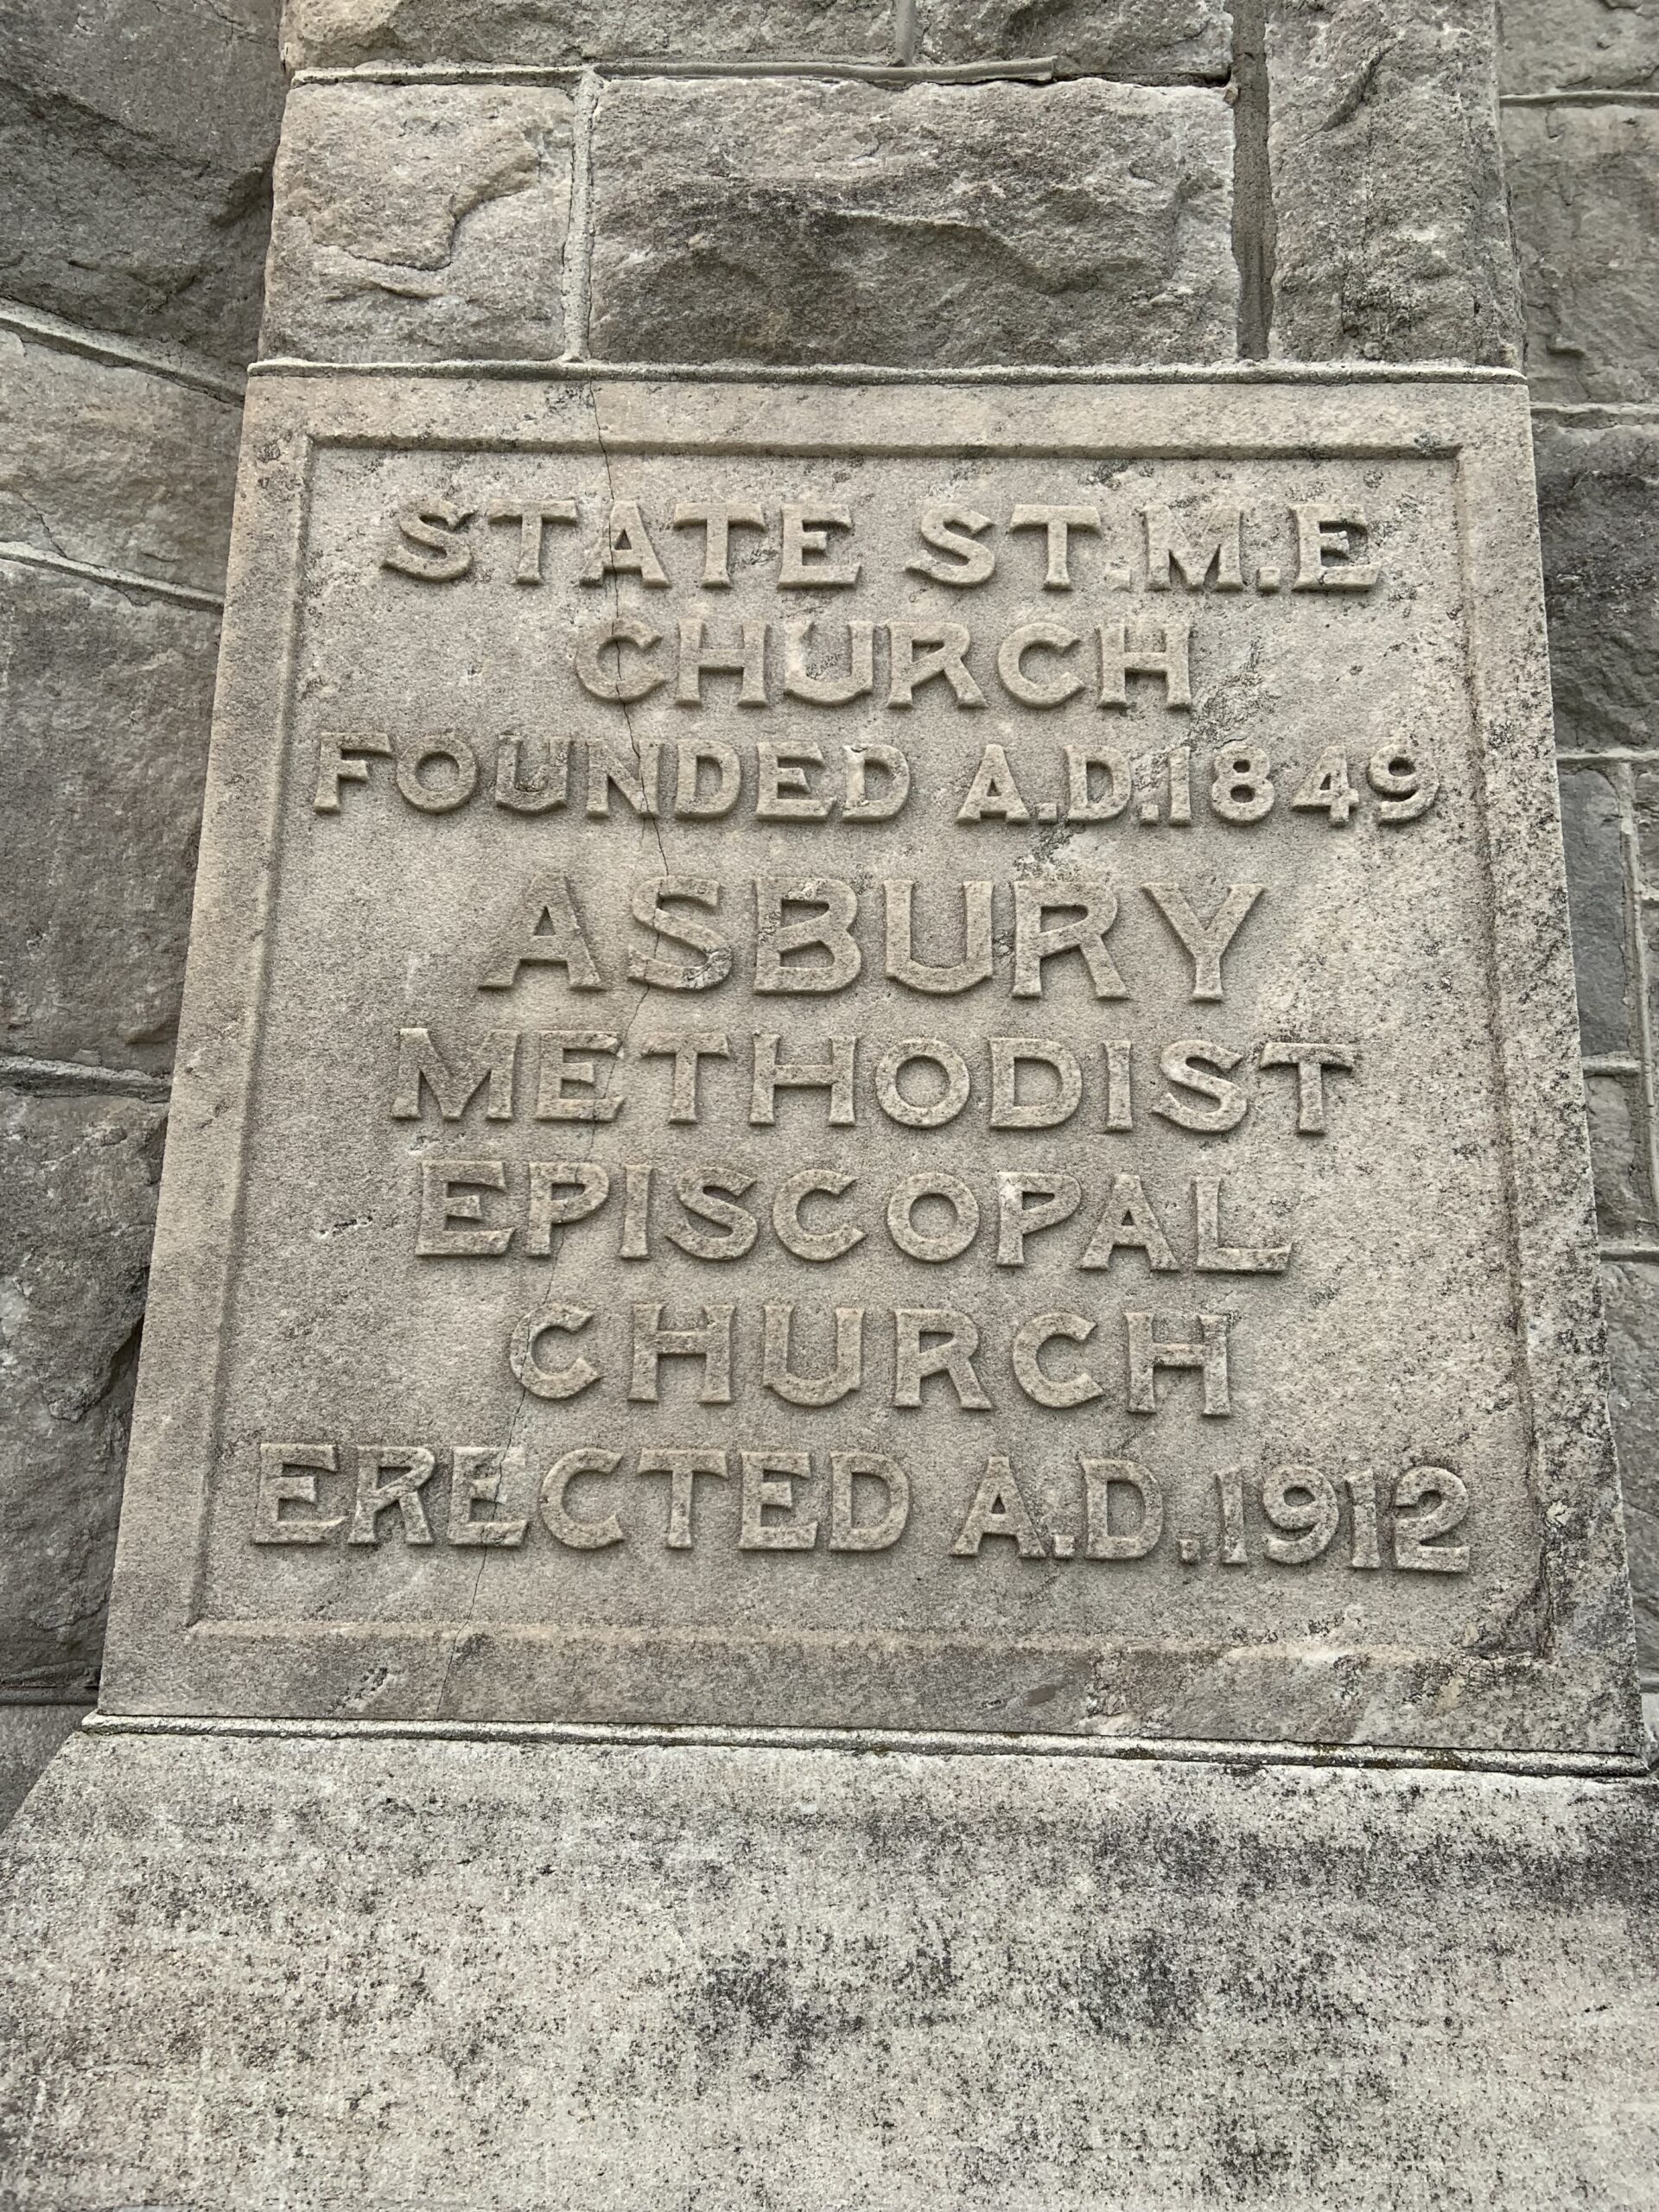 STATE ST.M.E
CHURCH
FOUNDED A.D.1849
ASBURY
METHODIST
EPISCOPAL
CHURCH
ERECTED A.D.1912